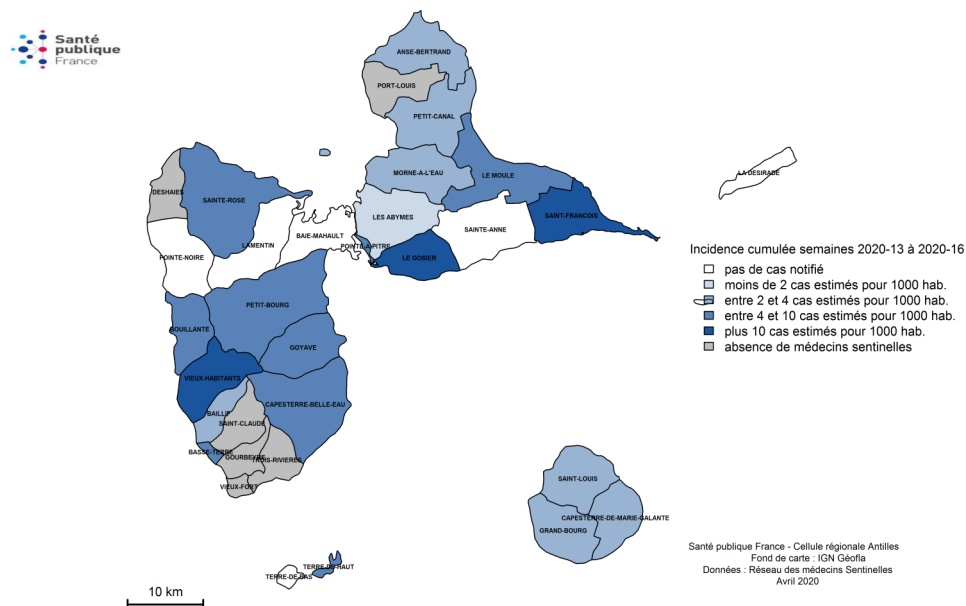 Santé
publique
France
ANSE-BERTRAND
PORT-LOUIS
PETIT-CANAL
MORNE-A-L'EAU
LE MOULE
LA DESIRADE
DESHAIES
SAINTE-ROSE
LES ABYMES
SAINT-FRANCOIS
LAMENTIN
BAIE-MAHAULT
SAINTE-ANNE
POINTE-A-PITRE
POINTE-NOIRE
LE GOSIER
Incidence cumulée semaines 2020-13 à 2020-16
pas de cas notifié
moins de 2 cas estimés pour 1000 hab.
entre 2 et 4 cas estimés pour 1000 hab.
entre 4 et 10 cas estimés pour 1000 hab.
plus 10 cas estimés pour 1000 hab.
absence de médecins sentinelles
PETIT-BOURG
BOUILLANTE
GOYAVE
VIEUX-HABITANTS
CAPESTERRE-BELLE-EAU
BAILLIF
SAINT-CLAUDE
BASSE-TERRE
GOURBEYRE
TROIS-RIVIERES
VIEUX-FORT
SAINT-LOUIS
CAPESTERRE-DE-MARIE-GALANTE
GRAND-BOURG
TERRE-DE-HAUT
TERRE-DE-BAS
Santé publique France - Cellule régionale Antilles
Fond de carte : IGN Géofla
Données : Réseau des médecins Sentinelles
Avril 2020
10 km